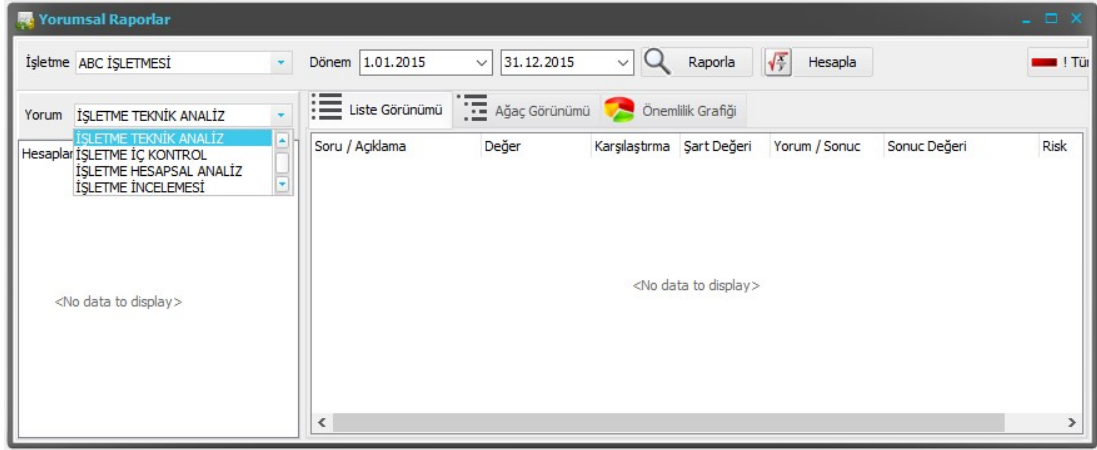 Yorumsal Raporlar
İşletme ABC İŞLETMESİ Dönem 1.01.2015 31.12.2015 Raporla Hesapla ! Tür
Yorum İŞLETME TEKNİK ANALİZ Liste Görünümü Ağaç Görünümü Önemlilik Grafiği
İŞLETME TEKNİK ANALİZ
Hesaplar İŞLETME İÇ KONTROL
İŞLETME HESAPSAL ANALİZ
İŞLETME İNCELEMESİ
Soru / Açıklama Değer Karşılaştırma Şart Değeri Yorum / Sonuc Sonuc Değeri Risk
<No data to display>
<No data to display>